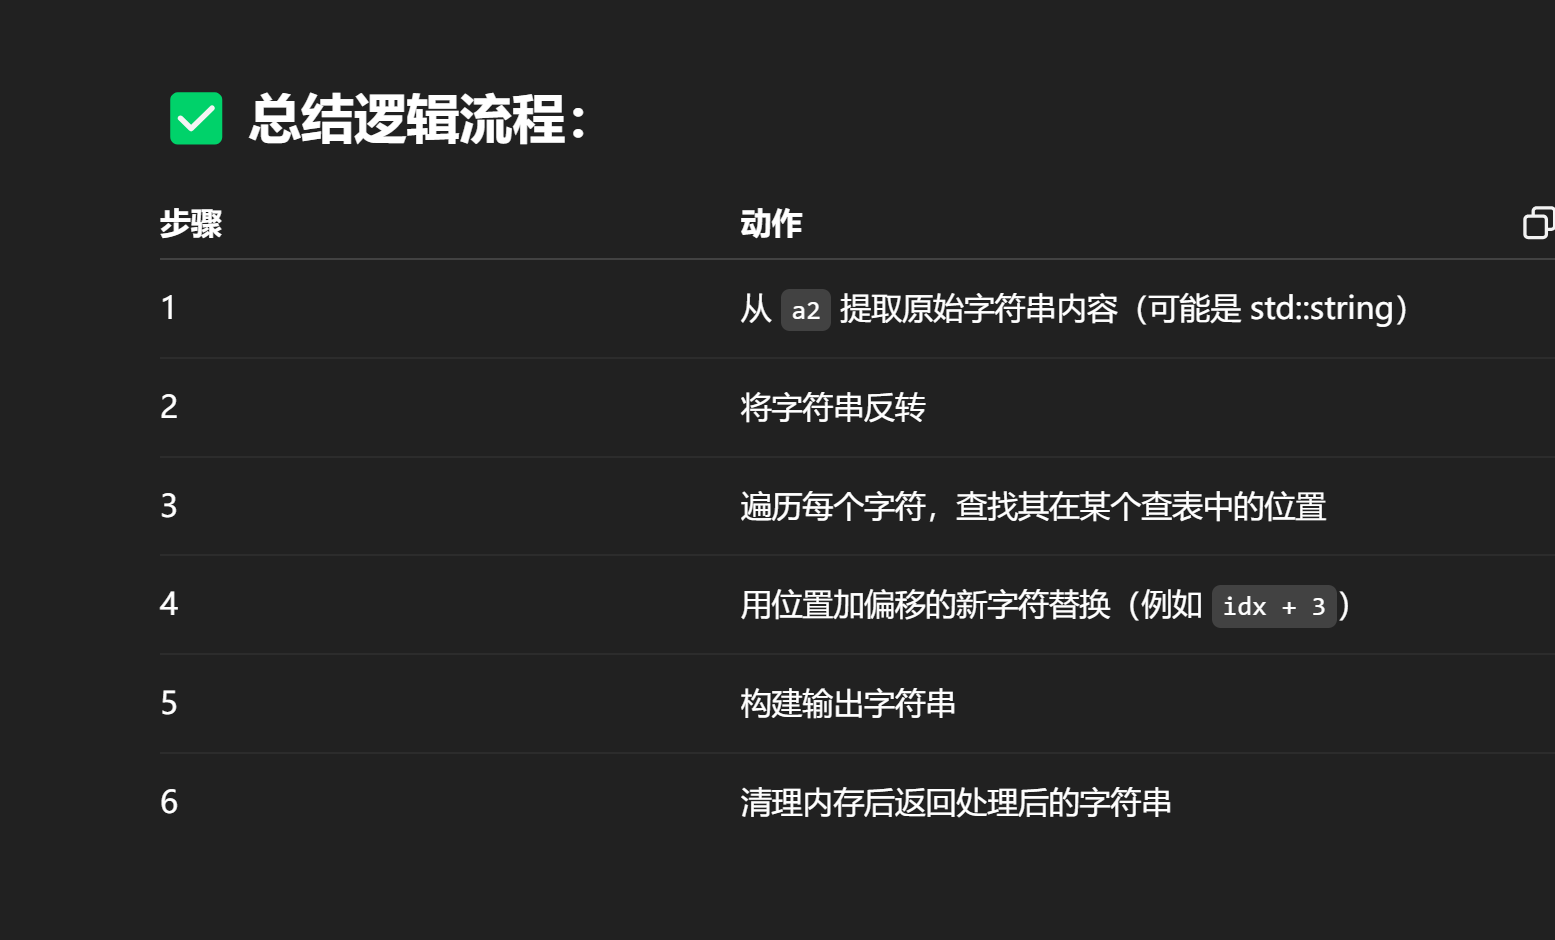 ✅ 总结逻辑流程：
步骤 动作
1 从 a2 提取原始字符串内容（可能是 std::string）
2 将字符串反转
3 遍历每个字符，查找其在某个查表中的位置
4 用位置加偏移的新字符替换（例如 idx + 3）
5 构建输出字符串
6 清理内存后返回处理后的字符串